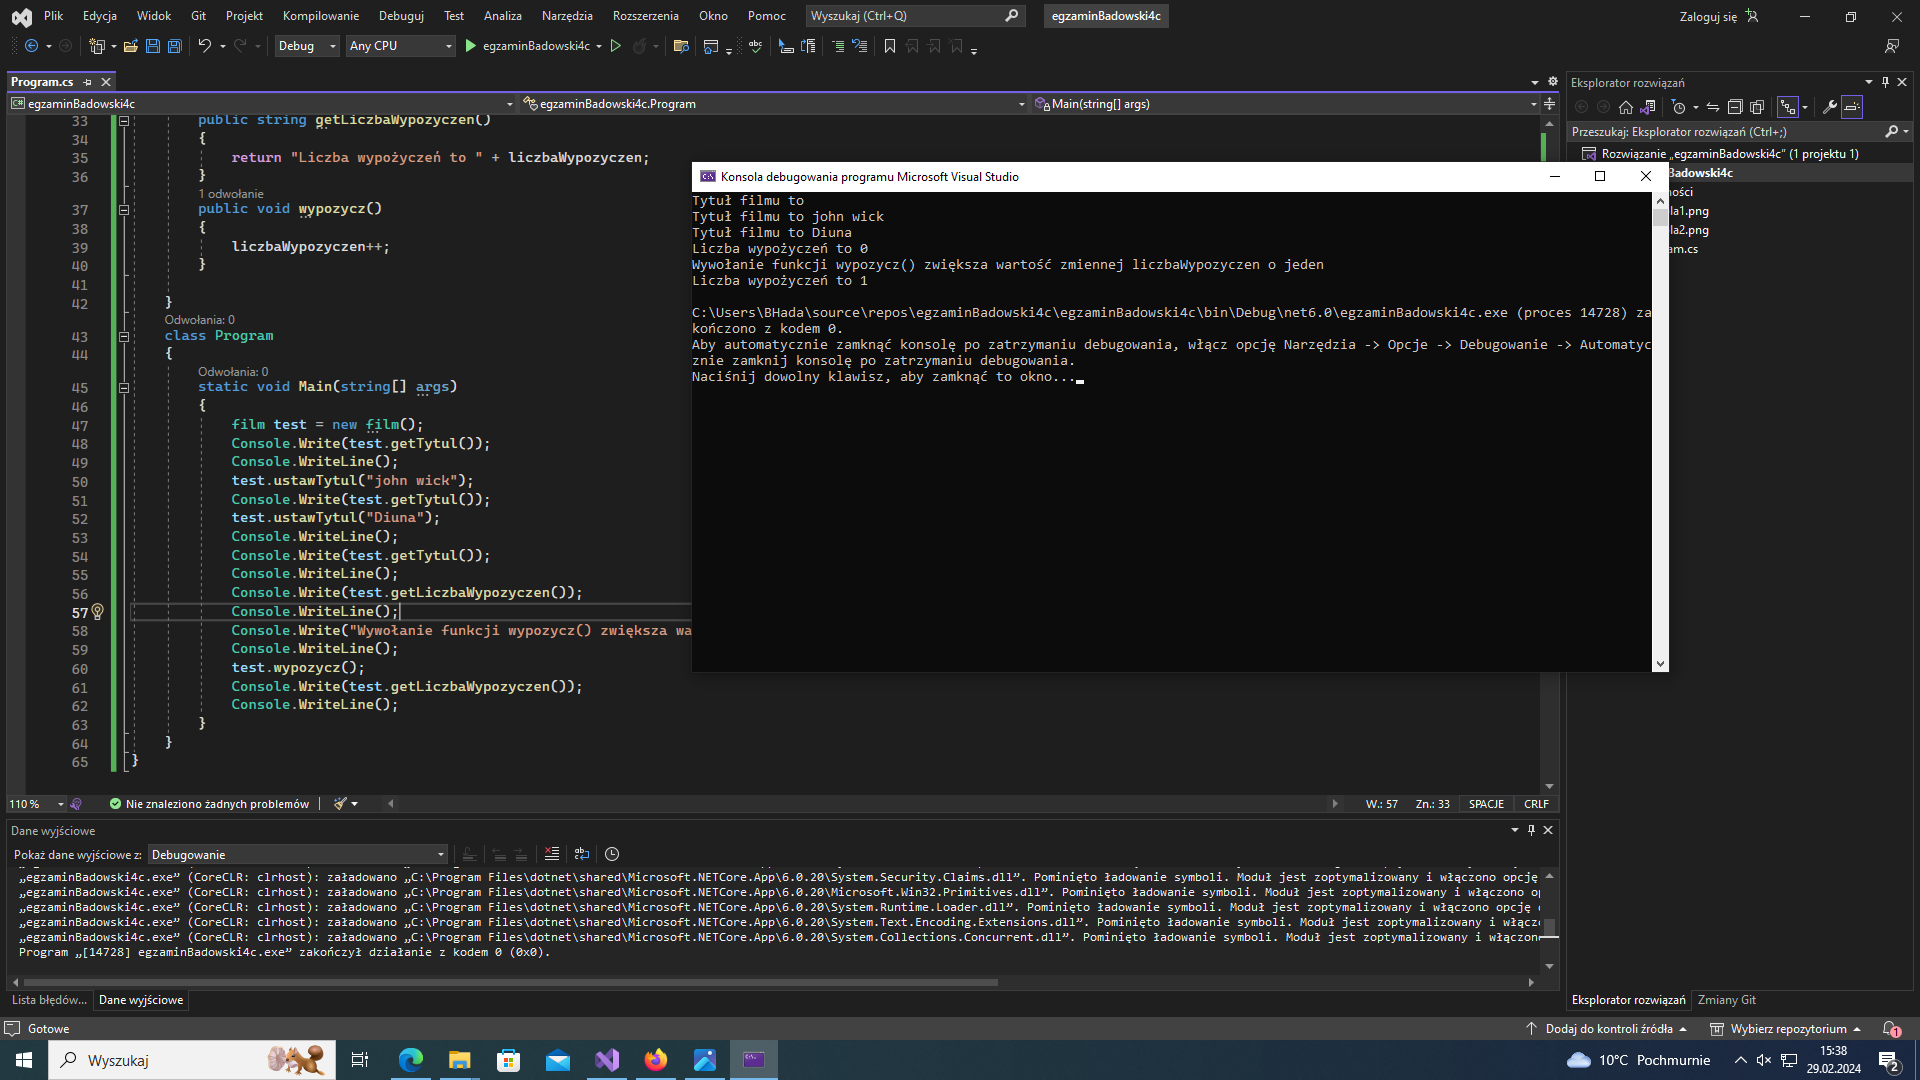 Plik Edycja Widok Git Projekt Kompilowanie Debuguj Test Analiza Narzędzia Rozszerzenia Okno Pomoc Wyszukaj (Ctrl+Q) egzaminBadowski4c Zaloguj się
Debug Any CPU egzaminBadowski4c
Program.cs
egzaminBadowski4c egzaminBadowski4c.Program Main(string[] args)
33 public string getLiczbaWypozyczen()
34 {
35 return "Liczba wypożyczeń to " + liczbaWypozyczen;
36 }
1 odwołanie
37 public void wypozycz()
38 {
39 liczbaWypozyczen++;
40 }
41
42 }
Odwołania: 0
43 class Program
44 {
Odwołania: 0
45 static void Main(string[] args)
46 {
47 film test = new film();
48 Console.Write(test.getTytul());
49 Console.WriteLine();
50 test.ustawTytul("john wick");
51 Console.Write(test.getTytul());
52 test.ustawTytul("Diuna");
53 Console.WriteLine();
54 Console.Write(test.getTytul());
55 Console.WriteLine();
56 Console.Write(test.getLiczbaWypozyczen());
57 Console.WriteLine();
58 Console.Write("Wywołanie funkcji wypozycz() zwiększa wa
59 Console.WriteLine();
60 test.wypozycz();
61 Console.Write(test.getLiczbaWypozyczen());
62 Console.WriteLine();
63 }
64 }
65 }
Konsola debugowania programu Microsoft Visual Studio
Tytuł filmu to
Tytuł filmu to john wick
Tytuł filmu to Diuna
Liczba wypożyczeń to 0
Wywołanie funkcji wypozycz() zwiększa wartość zmiennej liczbaWypozyczen o jeden
Liczba wypożyczeń to 1
C:\Users\BHada\source\repos\egzaminBadowski4c\egzaminBadowski4c\bin\Debug\net6.0\egzaminBadowski4c.exe (proces 14728) za
kończono z kodem 0.
Aby automatycznie zamknąć konsolę po zatrzymaniu debugowania, włącz opcję Narzędzia -> Opcje -> Debugowanie -> Automatyc
znie zamknij konsolę po zatrzymaniu debugowania.
Naciśnij dowolny klawisz, aby zamknąć to okno...
Eksplorator rozwiązań
Przeszukaj: Eksplorator rozwiązań (Ctrl+;)
Rozwiązanie „egzaminBadowski4c” (1 projektu 1)
Badowski4c
ności
la1.png
la2.png
am.cs
110 % Nie znaleziono żadnych problemów W.: 57 Zn.: 33 SPACJE CRLF
Dane wyjściowe
Pokaż dane wyjściowe z: Debugowanie
„egzaminBadowski4c.exe” (CoreCLR: clrhost): załadowano „C:\Program Files\dotnet\shared\Microsoft.NETCore.App\6.0.20\System.Security.Claims.dll”. Pominięto ładowanie symboli. Moduł jest zoptymalizowany i włączono opcję
„egzaminBadowski4c.exe” (CoreCLR: clrhost): załadowano „C:\Program Files\dotnet\shared\Microsoft.NETCore.App\6.0.20\Microsoft.Win32.Primitives.dll”. Pominięto ładowanie symboli. Moduł jest zoptymalizowany i włączono op
„egzaminBadowski4c.exe” (CoreCLR: clrhost): załadowano „C:\Program Files\dotnet\shared\Microsoft.NETCore.App\6.0.20\System.Runtime.Loader.dll”. Pominięto ładowanie symboli. Moduł jest zoptymalizowany i włączono opcję
„egzaminBadowski4c.exe” (CoreCLR: clrhost): załadowano „C:\Program Files\dotnet\shared\Microsoft.NETCore.App\6.0.20\System.Text.Encoding.Extensions.dll”. Pominięto ładowanie symboli. Moduł jest zoptymalizowany i włącz
„egzaminBadowski4c.exe” (CoreCLR: clrhost): załadowano „C:\Program Files\dotnet\shared\Microsoft.NETCore.App\6.0.20\System.Collections.Concurrent.dll”. Pominięto ładowanie symboli. Moduł jest zoptymalizowany i włączon
Program „[14728] egzaminBadowski4c.exe” zakończył działanie z kodem 0 (0x0).
Lista błędów... Dane wyjściowe Eksplorator rozwiązań Zmiany Git
Gotowe Dodaj do kontroli źródła Wybierz repozytorium 1
Wyszukaj 10°C Pochmurnie 15:38
29.02.2024 2